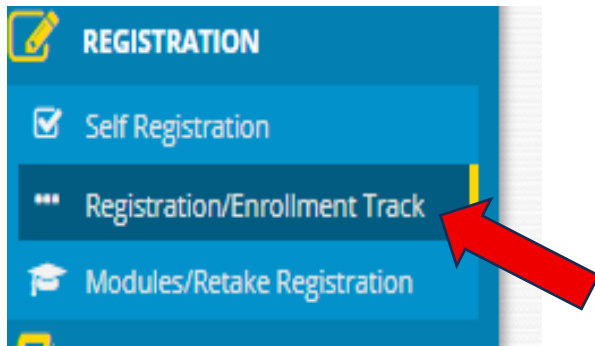 REGISTRATION
Self Registration
Registration/Enrollment Track
Modules/Retake Registration